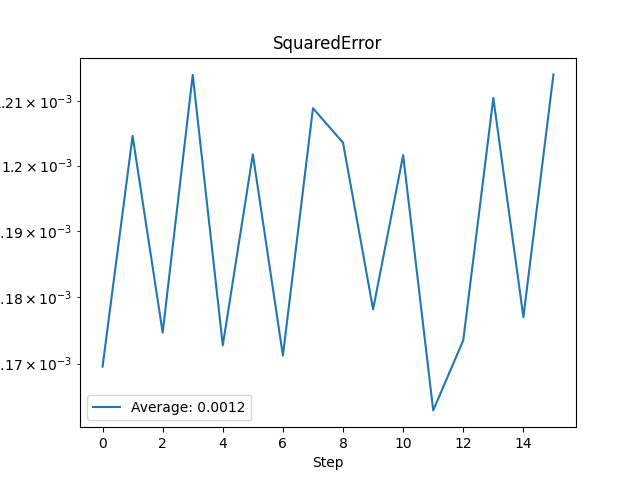 SquaredError
.21 × 10⁻³
1.2 × 10⁻³
.19 × 10⁻³
.18 × 10⁻³
.17 × 10⁻³
Average: 0.0012
0 2 4 6 8 10 12 14
Step